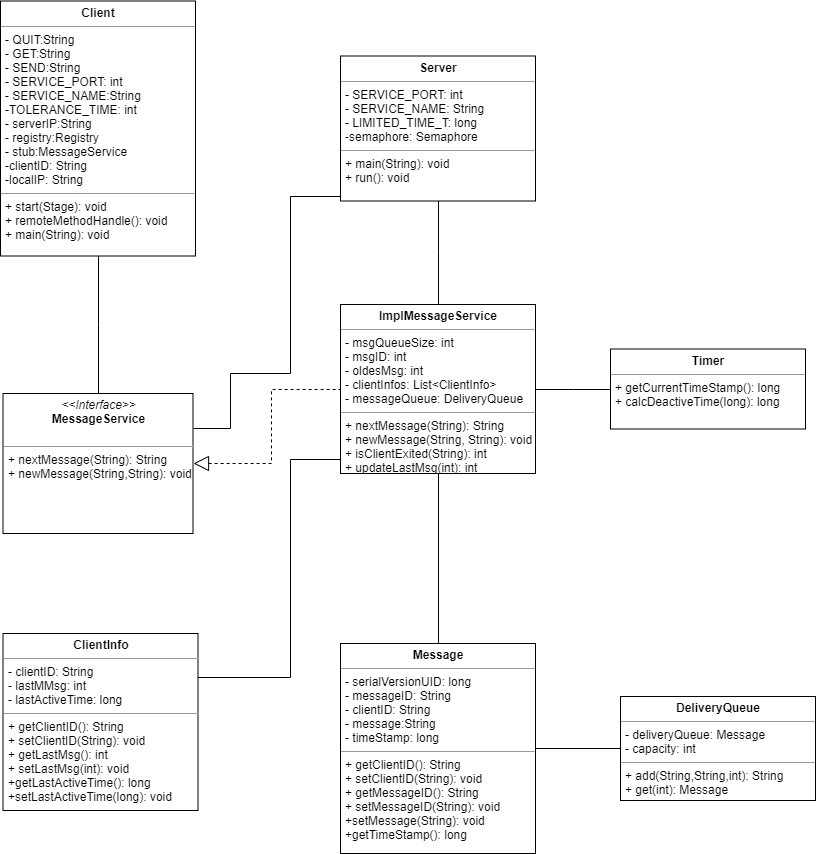 Client
- QUIT:String
- GET:String
- SEND:String
- SERVICE_PORT: int
- SERVICE_NAME:String
-TOLERANCE_TIME: int
- serverIP:String
- registry:Registry
- stub:MessageService
-clientID: String
-localIP: String
+ start(Stage): void
+ remoteMethodHandle(): void
+ main(String): void
Server
- SERVICE_PORT: int
- SERVICE_NAME: String
- LIMITED_TIME_T: long
-semaphore: Semaphore
+ main(String): void
+ run(): void
ImplMessageService
- msgQueueSize: int
- msgID: int
- oldesMsg: int
- clientInfos: List<ClientInfo>
- messageQueue: DeliveryQueue
+ nextMessage(String): String
+ newMessage(String, String): void
+ isClientExited(String): int
+ updateLastMsg(int): int
Timer
+ getCurrentTimeStamp(): long
+ calcDeactiveTime(long): long
<<Interface>>
MessageService
+ nextMessage(String): String
+ newMessage(String,String): void
ClientInfo
- clientID: String
- lastMMsg: int
- lastActiveTime: long
+ getClientID(): String
+ setClientID(String): void
+ getLastMsg(): int
+ setLastMsg(int): void
+getLastActiveTime(): long
+setLastActiveTime(long): void
Message
- serialVersionUID: long
- messageID: String
- clientID: String
- message:String
- timeStamp: long
+ getClientID(): String
+ setClientID(String): void
+ getMessageID(): String
+ setMessageID(String): void
+setMessage(String): void
+getTimeStamp(): long
DeliveryQueue
- deliveryQueue: Message
- capacity: int
+ add(String,String,int): String
+ get(int): Message